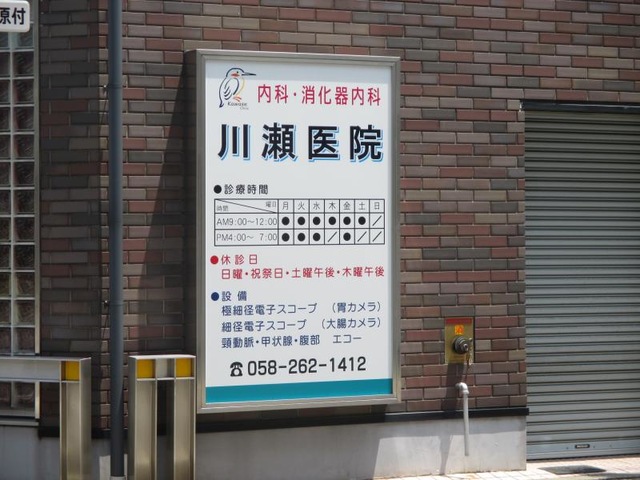 原付
内科・消化器内科
Kawase
川瀬医院
●診療時間
時間 曜日 月 火 水 木 金 土 日
AM9:00～12:00 ● ● ● ● ● ● ／
PM4:00～ 7:00 ● ● ● ／ ● ／ ／
●休診日
日曜・祝祭日・土曜午後・木曜午後
●設備
極細径電子スコープ （胃カメラ）
細径電子スコープ （大腸カメラ）
頸動脈・甲状線・腹部 エコー
☎058-262-1412